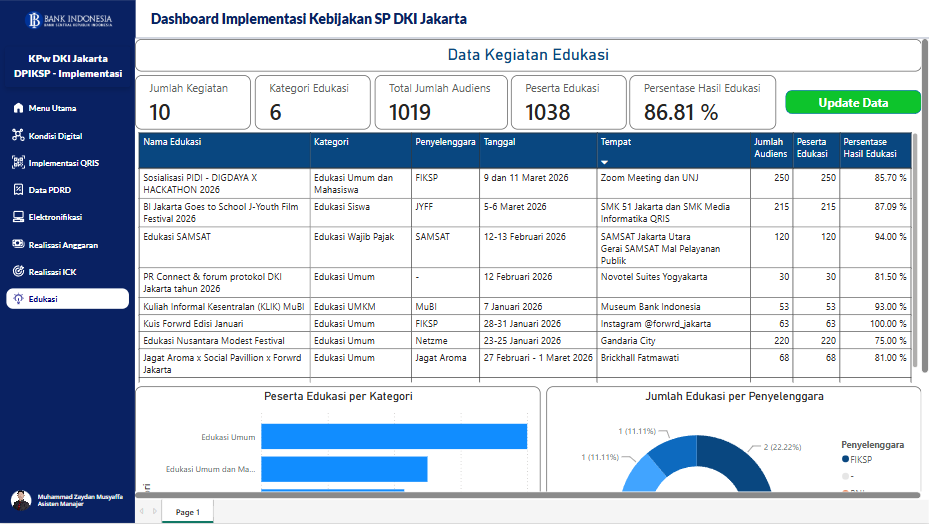 BANK INDONESIA
BANK SENTRAL REPUBLIK INDONESIA
Dashboard Implementasi Kebijakan SP DKI Jakarta
KPw DKI Jakarta
DPIKSP - Implementasi
Menu Utama
Kondisi Digital
Implementasi QRIS
Data PDRD
Elektronifikasi
Realisasi Anggaran
Realisasi ICK
Edukasi
Muhammad Zaydan Musyaffa
Asisten Manajer
Data Kegiatan Edukasi
Jumlah Kegiatan
10
Kategori Edukasi
6
Total Jumlah Audiens
1019
Peserta Edukasi
1038
Persentase Hasil Edukasi
86.81 %
Update Data
Nama Edukasi Kategori Penyelenggara Tanggal Tempat Jumlah Audiens Peserta Edukasi Persentase Hasil Edukasi
Sosialisasi PIDI - DIGDAYA X HACKATHON 2026 Edukasi Umum dan Mahasiswa FIKSP 9 dan 11 Maret 2026 Zoom Meeting dan UNJ 250 250 85.70 %
BI Jakarta Goes to School J-Youth Film Festival 2026 Edukasi Siswa JYFF 5-6 Maret 2026 SMK 51 Jakarta dan SMK Media Informatika QRIS 215 215 87.09 %
Edukasi SAMSAT Edukasi Wajib Pajak SAMSAT 12-13 Februari 2026 SAMSAT Jakarta Utara Gerai SAMSAT Mal Pelayanan Publik 120 120 94.00 %
PR Connect & forum protokol DKI Jakarta tahun 2026 Edukasi Umum - 12 Februari 2026 Novotel Suites Yogyakarta 30 30 81.50 %
Kuliah Informal Kesentralan (KLIK) MuBI Edukasi UMKM MuBI 7 Januari 2026 Museum Bank Indonesia 53 53 93.00 %
Kuis Forwrd Edisi Januari Edukasi Umum FIKSP 28-31 Januari 2026 Instagram @forwrd_jakarta 63 63 100.00 %
Edukasi Nusantara Modest Festival Edukasi Umum Netzme 23-25 Januari 2026 Gandaria City 220 220 75.00 %
Jagat Aroma x Social Pavillion x Forwrd Jakarta Edukasi Umum Jagat Aroma 27 Februari - 1 Maret 2026 Brickhall Fatmawati 68 68 81.00 %
Peserta Edukasi per Kategori
Edukasi Umum
Edukasi Umum dan Ma...
Jumlah Edukasi per Penyelenggara
1 (11.11%)
1 (11.11%)
2 (22.22%)
Penyelenggara
FIKSP
-
Page 1